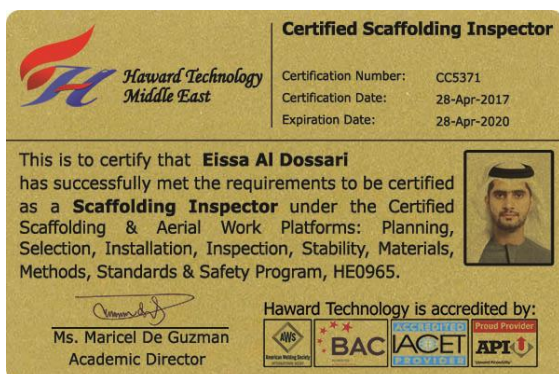 Haward Technology
Middle East
Certified Scaffolding Inspector
Certification Number: CC5371
Certification Date: 28-Apr-2017
Expiration Date: 28-Apr-2020
This is to certify that Eissa Al Dossari
has successfully met the requirements to be certified
as a Scaffolding Inspector under the Certified
Scaffolding & Aerial Work Platforms: Planning,
Selection, Installation, Inspection, Stability, Materials,
Methods, Standards & Safety Program, HE0965.
Ms. Maricel De Guzman
Academic Director
Haward Technology is accredited by:
AWS
American Welding Society
BAC
ACCREDITED
IACET
PROVIDER
Proud Provider
API